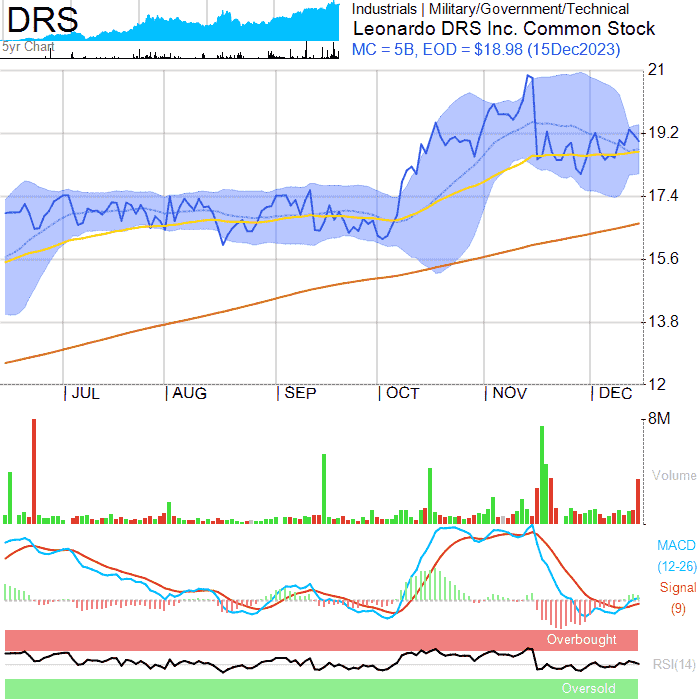 DRS
5yr Chart
Industrials | Military/Government/Technical
Leonardo DRS Inc. Common Stock
MC = 5B, EOD = $18.98 (15Dec2023)
21
19.2
17.4
15.6
13.8
12
JUL AUG SEP OCT NOV DEC
8M
Volume
MACD
(12-26)
Signal
(9)
Overbought
RSI(14)
Oversold